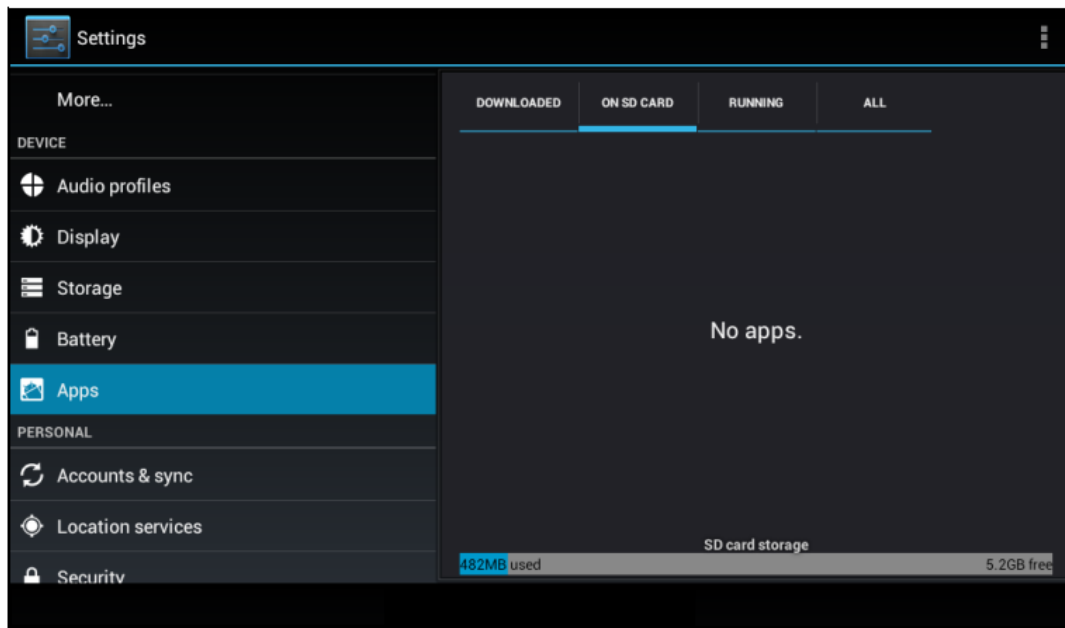 Settings
More...
DEVICE
Audio profiles
Display
Storage
Battery
Apps
PERSONAL
Accounts & sync
Location services
Security
DOWNLOADED ON SD CARD RUNNING ALL
No apps.
SD card storage
482MB used 5.2GB free